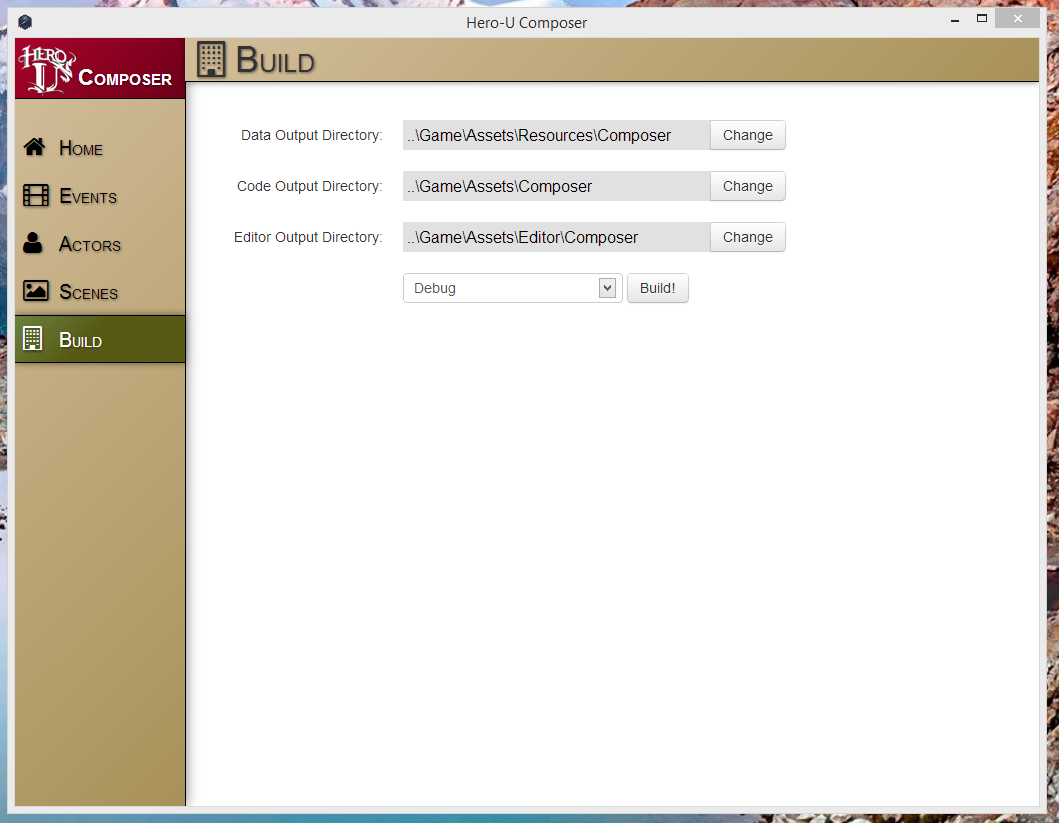 Hero-U Composer
HERO
U
COMPOSER
BUILD
HOME
EVENTS
ACTORS
SCENES
BUILD
Data Output Directory: ..\Game\Assets\Resources\Composer Change
Code Output Directory: ..\Game\Assets\Composer Change
Editor Output Directory: ..\Game\Assets\Editor\Composer Change
Debug Build!